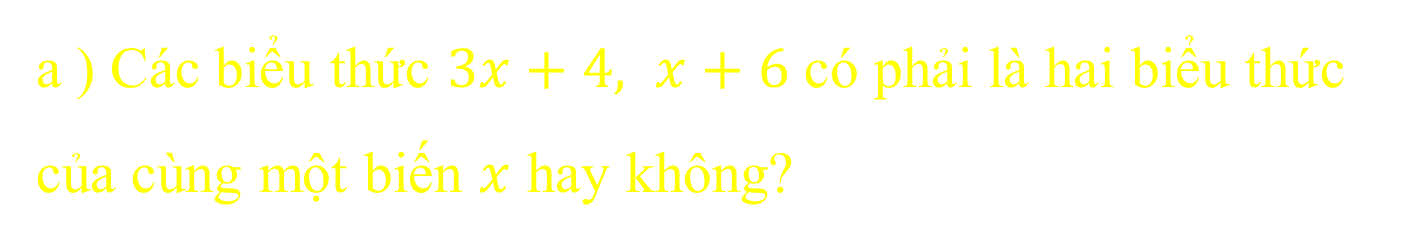 a ) Các biểu thức 3x + 4, x + 6 có phải là hai biểu thức
của cùng một biến x hay không?